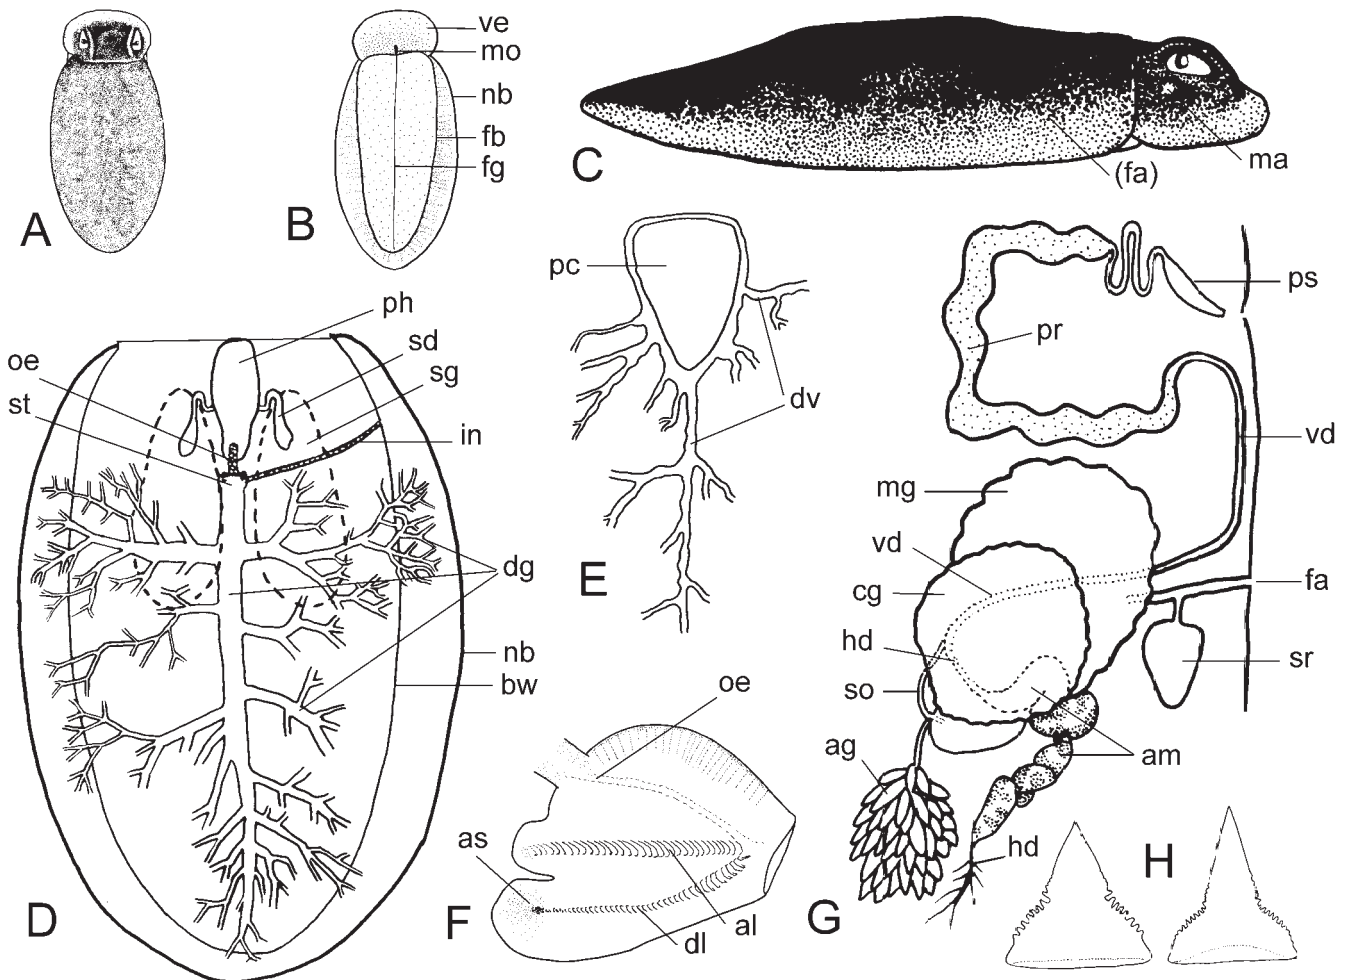 A
B
ve
mo
nb
fb
fg
C
(fa)
ma
D
ph
oe
sd
st
sg
in
dg
nb
bw
E
pc
dv
F
oe
as
al
dl
G
ps
pr
vd
mg
vd
cg
fa
hd
so
sr
ag
am
hd
H